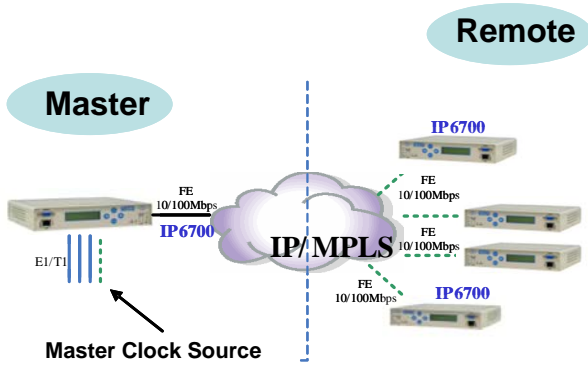 Remote
Master
IP6700
FE
10/100Mbps
FE
10/100Mbps
IP6700
IP/MPLS
FE
10/100Mbps
E1/T1
FE
10/100Mbps
IP6700
Master Clock Source